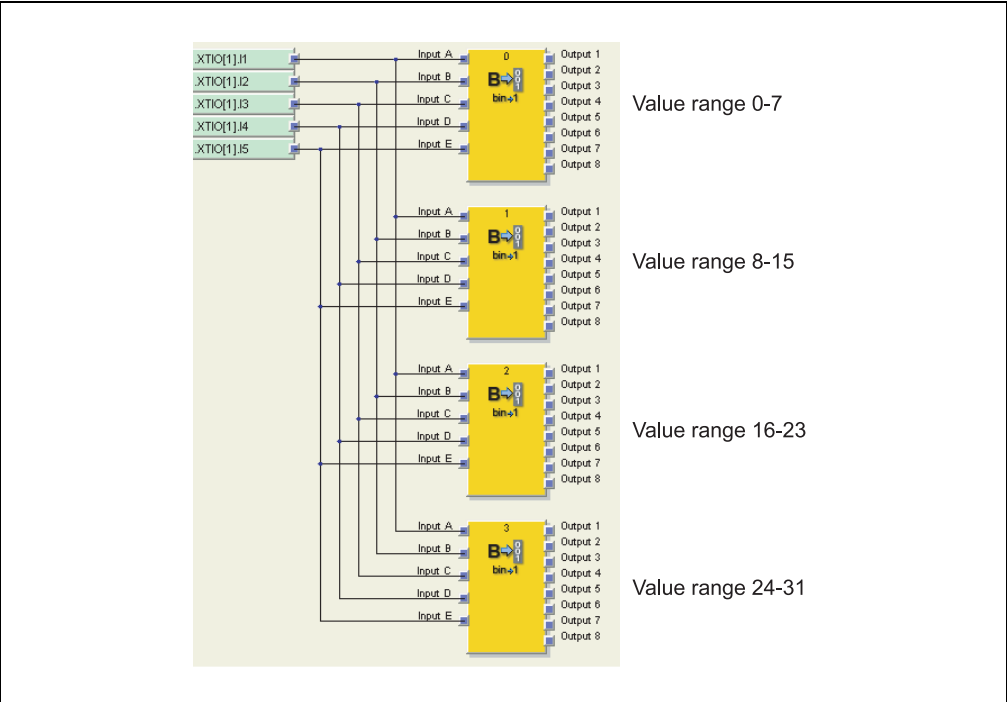 .XTIO[1].I1
.XTIO[1].I2
.XTIO[1].I3
.XTIO[1].I4
.XTIO[1].I5
Input A
Input B
Input C
Input D
Input E
0
B
001
bin→1
Output 1
Output 2
Output 3
Output 4
Output 5
Output 6
Output 7
Output 8
Value range 0-7
Input A
Input B
Input C
Input D
Input E
1
B
001
bin→1
Output 1
Output 2
Output 3
Output 4
Output 5
Output 6
Output 7
Output 8
Value range 8-15
Input A
Input B
Input C
Input D
Input E
2
B
001
bin→1
Output 1
Output 2
Output 3
Output 4
Output 5
Output 6
Output 7
Output 8
Value range 16-23
Input A
Input B
Input C
Input D
Input E
3
B
001
bin→1
Output 1
Output 2
Output 3
Output 4
Output 5
Output 6
Output 7
Output 8
Value range 24-31